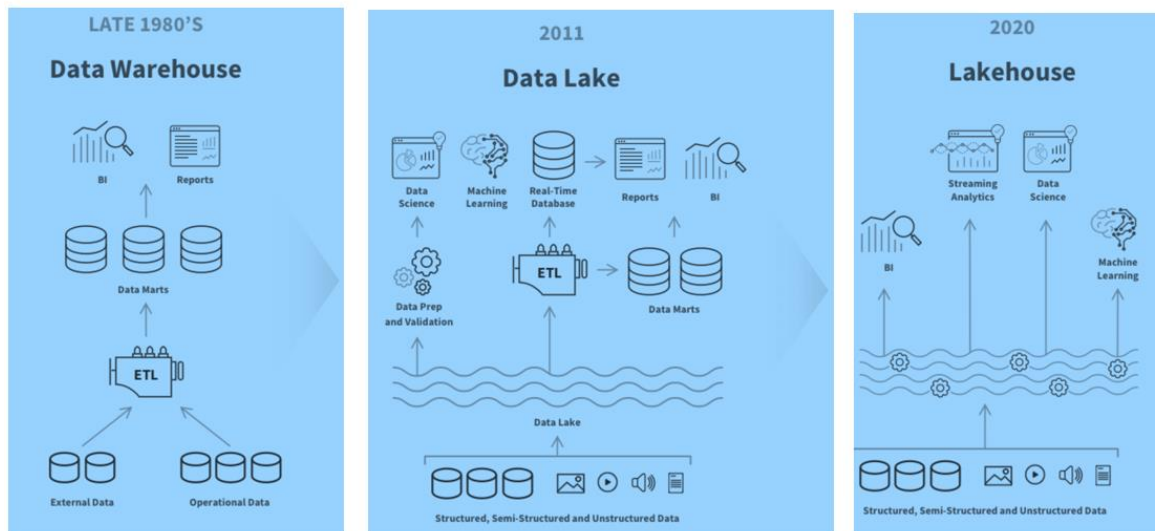 LATE 1980'S
Data Warehouse
BI
Reports
Data Marts
ETL
External Data
Operational Data
2011
Data Lake
Data
Science
Machine
Learning
Real-Time
Database
Reports
BI
Data Prep
and Validation
ETL
Data Marts
Data Lake
Structured, Semi-Structured and Unstructured Data
2020
Lakehouse
Streaming
Analytics
Data
Science
BI
Machine
Learning
Structured, Semi-Structured and Unstructured Data